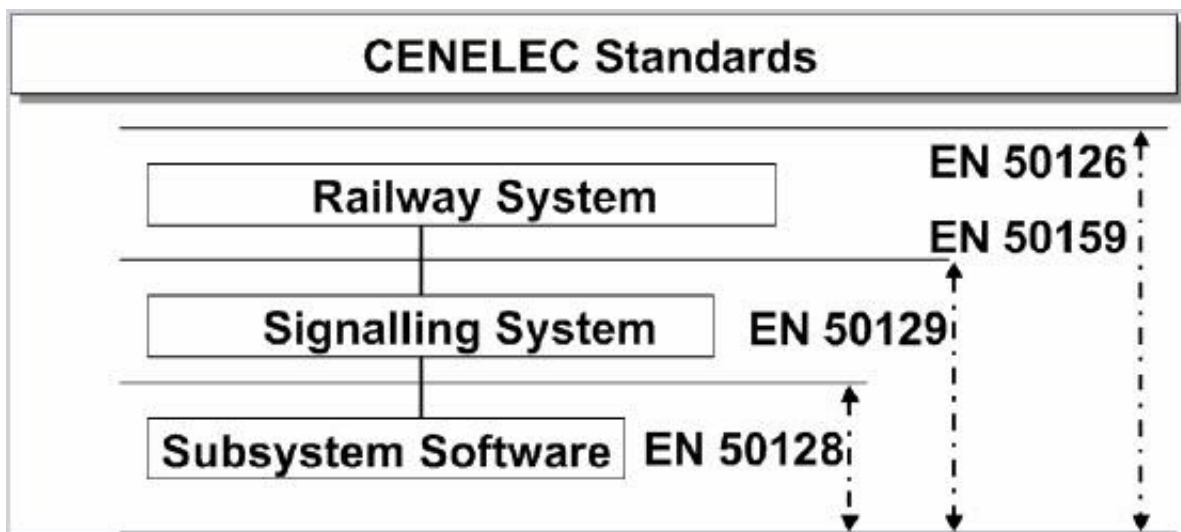 CENELEC Standards
EN 50126
Railway System
EN 50159
Signalling System
EN 50129
Subsystem Software
EN 50128